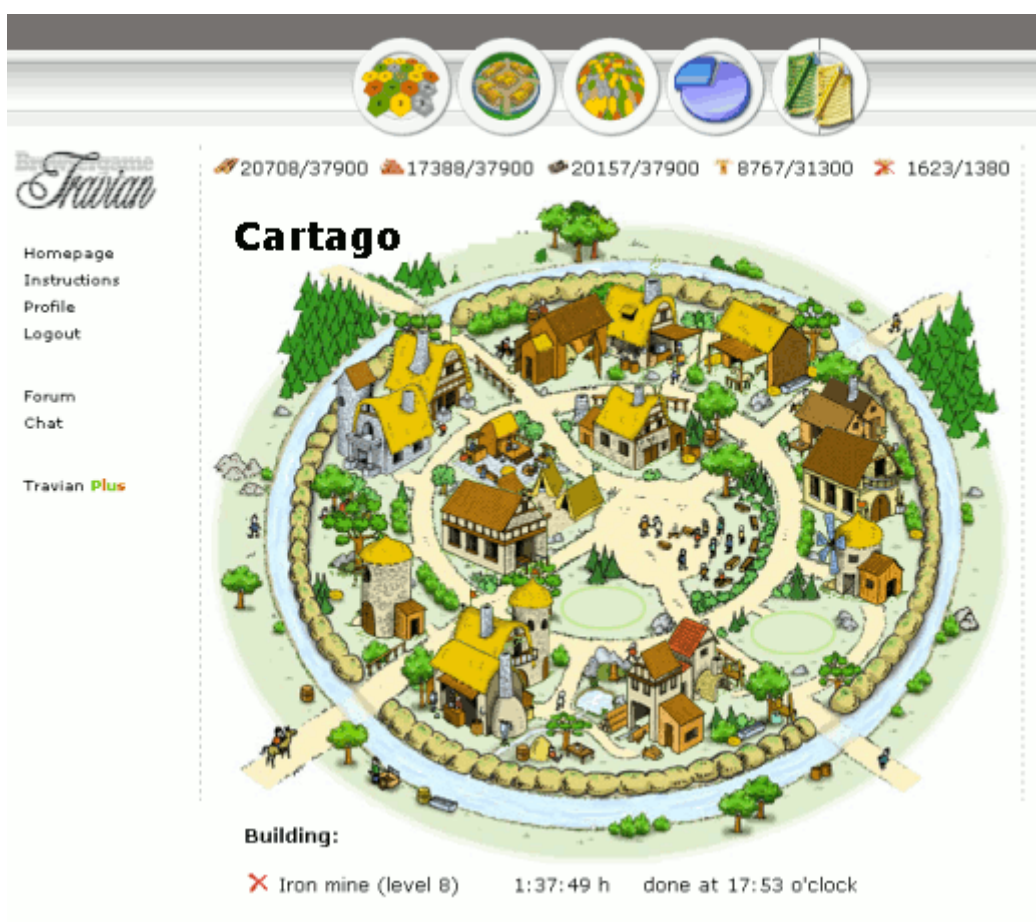 Browsergame
Travian
20708/37900 17388/37900 20157/37900 8767/31300 1623/1380
Cartago
Homepage
Instructions
Profile
Logout
Forum
Chat
Travian Plus
Building:
Iron mine (level 8) 1:37:49 h done at 17:53 o'clock